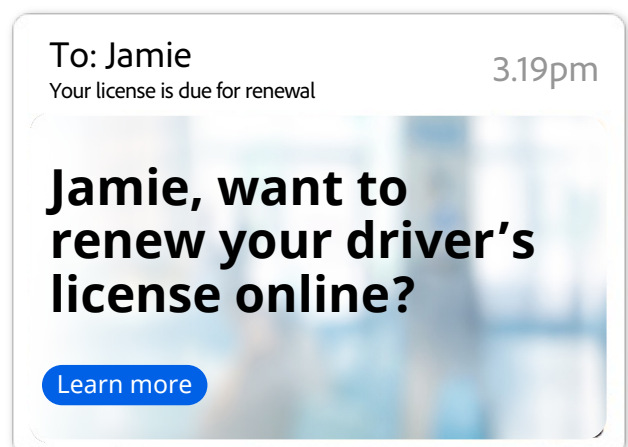 To: Jamie
3.19pm
Your license is due for renewal
Jamie, want to
renew your driver’s
license online?
Learn more